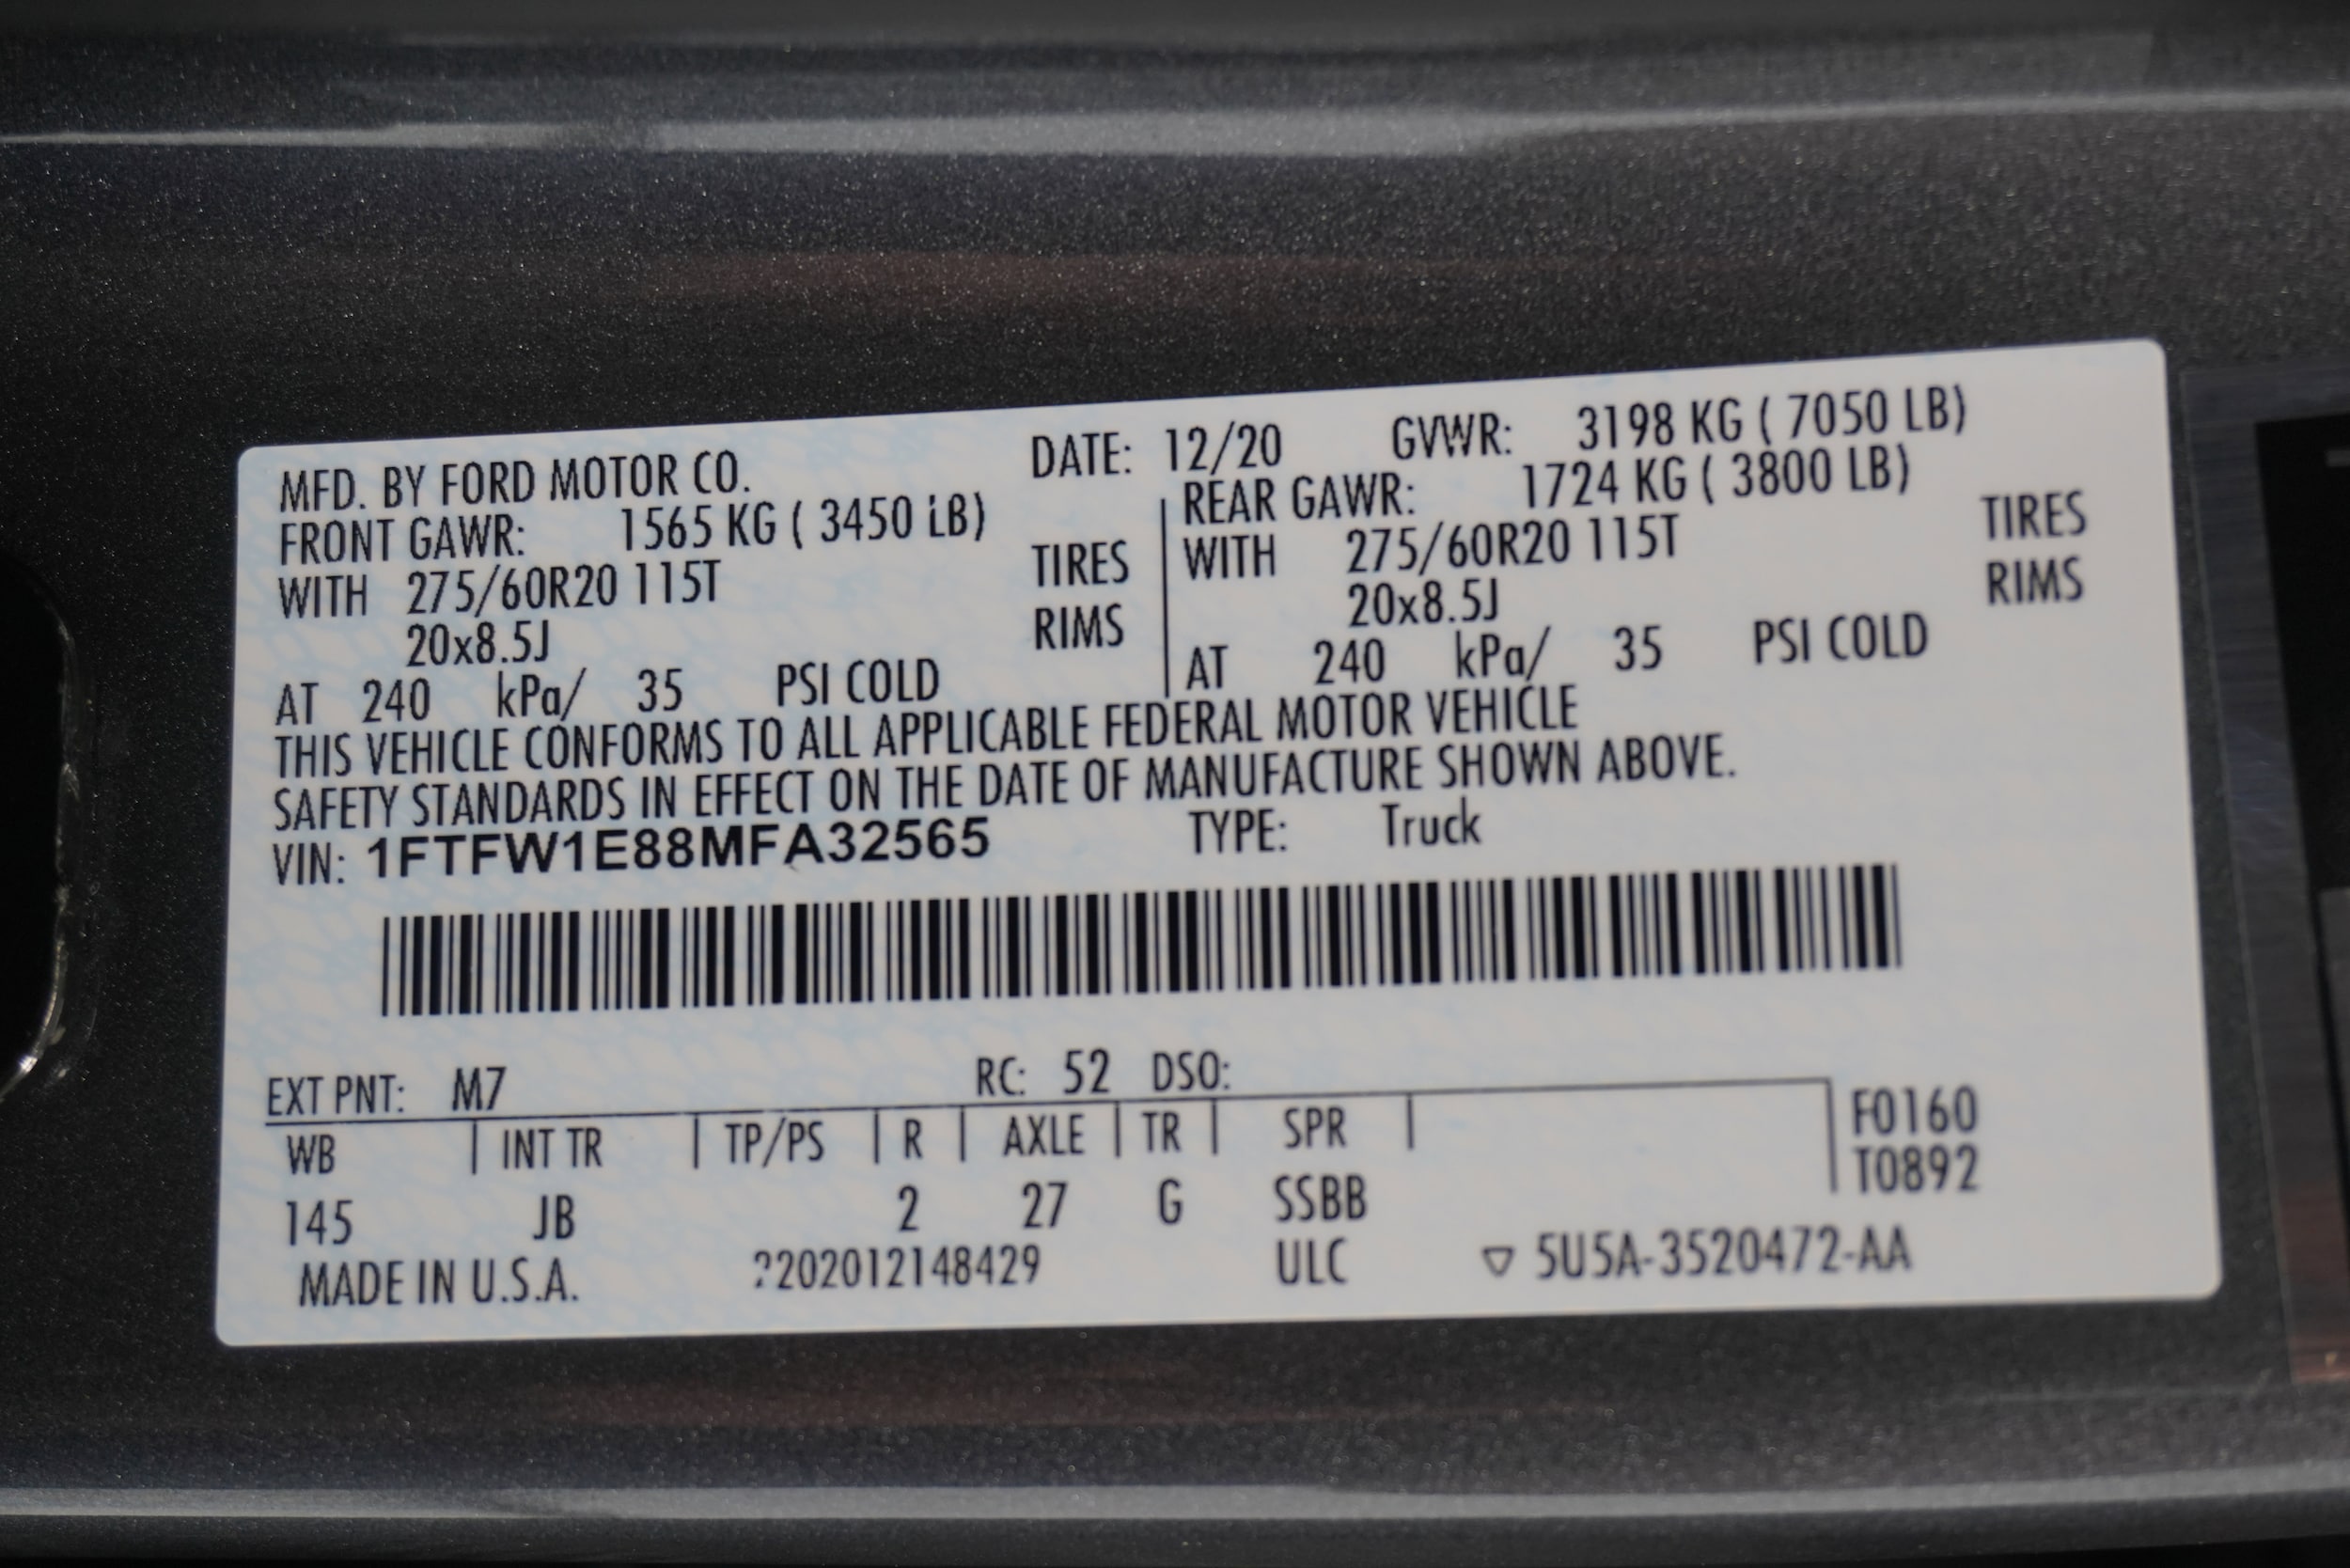 MFD. BY FORD MOTOR CO. DATE: 12/20 GVWR: 3198 KG ( 7050 LB)
FRONT GAWR: 1565 KG ( 3450 LB) REAR GAWR: 1724 KG ( 3800 LB)
WITH 275/60R20 115T TIRES WITH 275/60R20 115T TIRES
20x8.5J RIMS 20x8.5J RIMS
AT 240 kPa/ 35 PSI COLD AT 240 kPa/ 35 PSI COLD
THIS VEHICLE CONFORMS TO ALL APPLICABLE FEDERAL MOTOR VEHICLE
SAFETY STANDARDS IN EFFECT ON THE DATE OF MANUFACTURE SHOWN ABOVE.
VIN: 1FTFW1E88MFA32565 TYPE: Truck
EXT PNT: M7 RC: 52 DSO:
WB | INT TR | TP/PS | R | AXLE | TR | SPR | F0160
T0892
145 JB 2 27 G SSBB
MADE IN U.S.A. ?202012148429 ULC ▽ 5U5A-3520472-AA